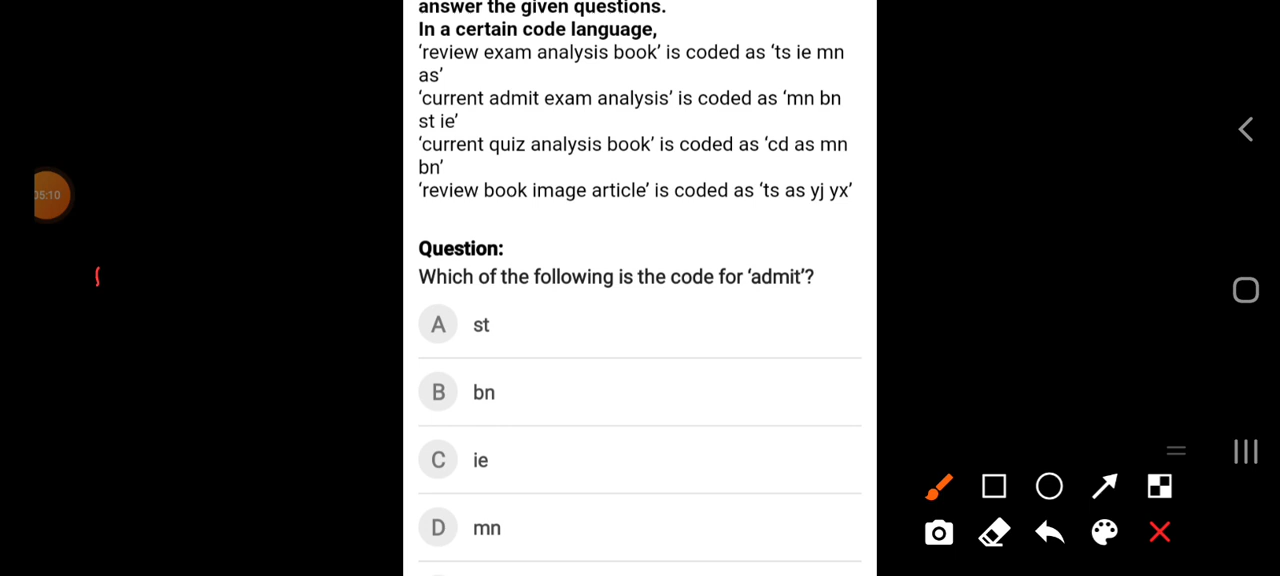 answer the given questions.
In a certain code language,
‘review exam analysis book’ is coded as ‘ts ie mn
as’
‘current admit exam analysis’ is coded as ‘mn bn
st ie’
‘current quiz analysis book’ is coded as ‘cd as mn
bn’
‘review book image article’ is coded as ‘ts as yj yx’
05:10
Question:
Which of the following is the code for ‘admit’?
A st
B bn
C ie
D mn